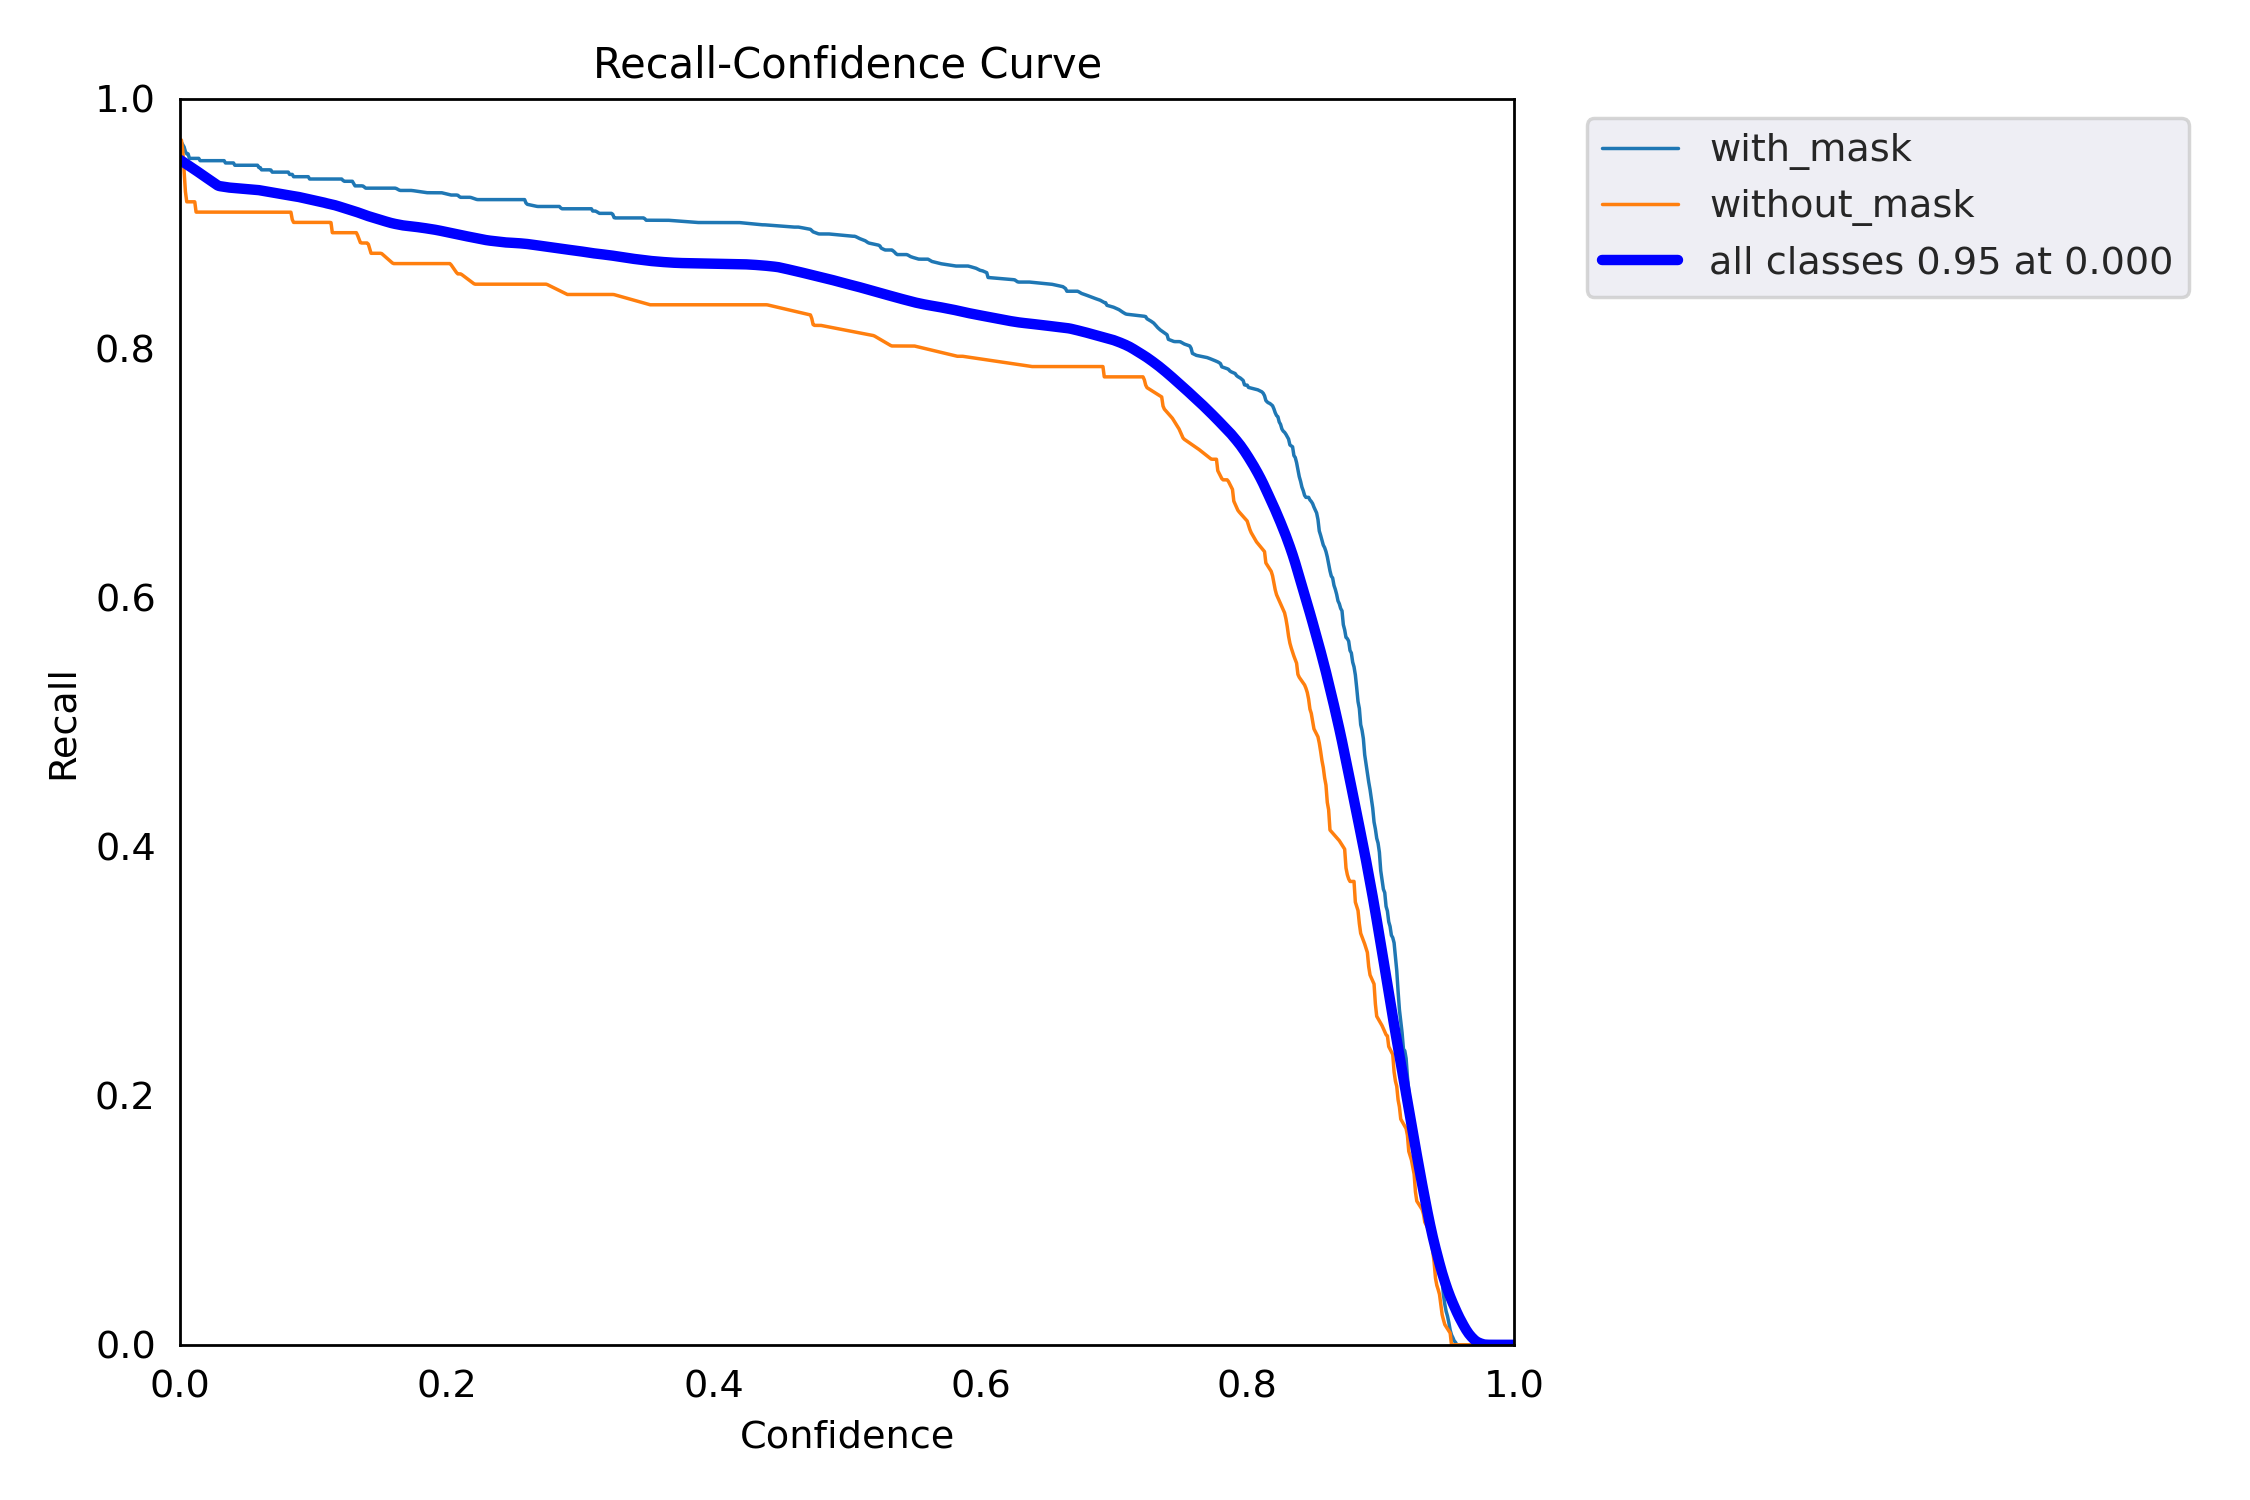 Recall-Confidence Curve
1.0
0.8
0.6
0.4
0.2
0.0
Recall
0.0 0.2 0.4 0.6 0.8 1.0
Confidence
with_mask
without_mask
all classes 0.95 at 0.000